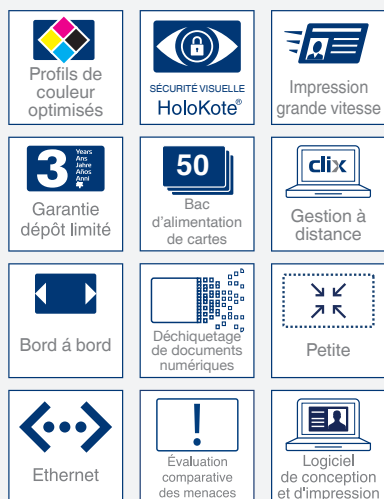 Profils de
couleur
optimisés
SÉCURITÉ VISUELLE
HoloKote®
Impression
grande vitesse
3
Years
Ans
Jahre
Años
Anni
Garantie
dépôt limité
50
Bac
d'alimentation
de cartes
clix
Gestion à
distance
Bord á bord
Déchiquetage
de documents
numériques
Petite
Ethernet
!
Évaluation
comparative
des menaces
Logiciel
de conception
et d'impression